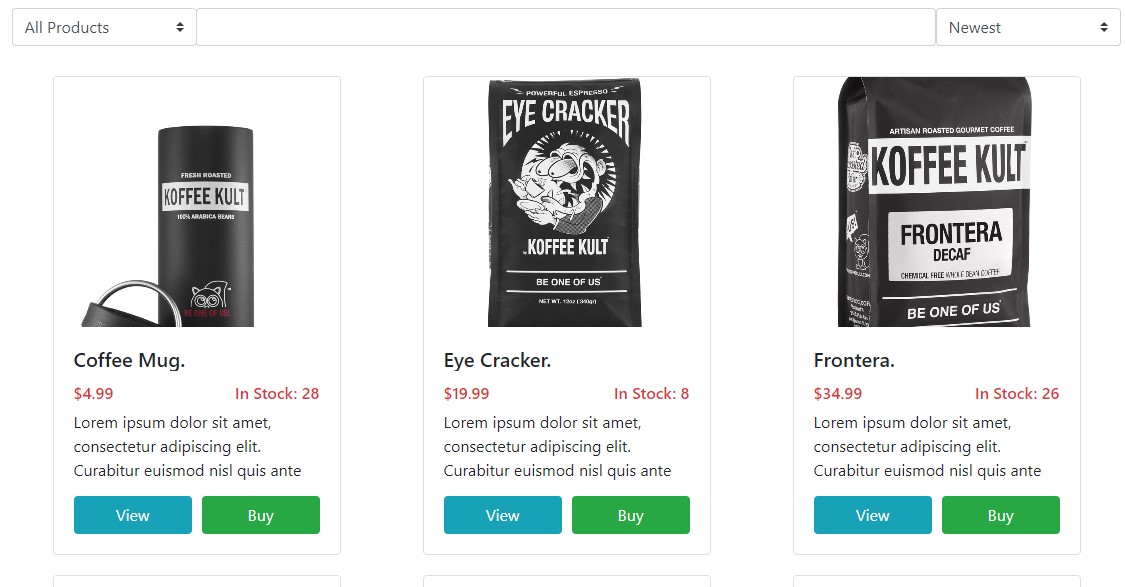 All Products
Newest
FRESH ROASTED
KOFFEE KULT
100% ARABICA BEANS
BE ONE OF US!
Coffee Mug.
$4.99 In Stock: 28
Lorem ipsum dolor sit amet,
consectetur adipiscing elit.
Curabitur euismod nisl quis ante
View Buy
POWERFUL ESPRESSO
EYE CRACKER
KOFFEE KULT
BE ONE OF US
NET WT. 12oz (340gr)
Eye Cracker.
$19.99 In Stock: 8
Lorem ipsum dolor sit amet,
consectetur adipiscing elit.
Curabitur euismod nisl quis ante
View Buy
ARTISAN ROASTED GOURMET COFFEE
KOFFEE KULT
FRONTERA
DECAF
CHEMICAL FREE WHOLE BEAN COFFEE
BE ONE OF US
Frontera.
$34.99 In Stock: 26
Lorem ipsum dolor sit amet,
consectetur adipiscing elit.
Curabitur euismod nisl quis ante
View Buy